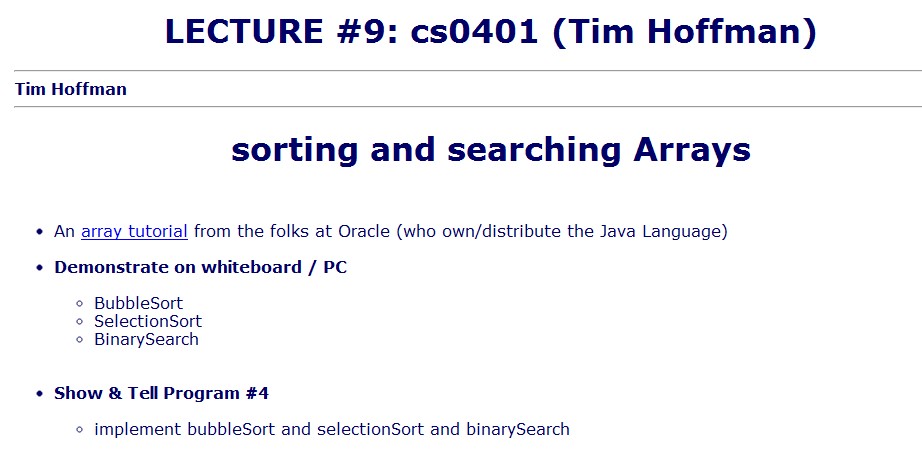 LECTURE #9: cs0401 (Tim Hoffman)
Tim Hoffman
sorting and searching Arrays
An array tutorial from the folks at Oracle (who own/distribute the Java Language)
Demonstrate on whiteboard / PC
BubbleSort
SelectionSort
BinarySearch
Show & Tell Program #4
implement bubbleSort and selectionSort and binarySearch